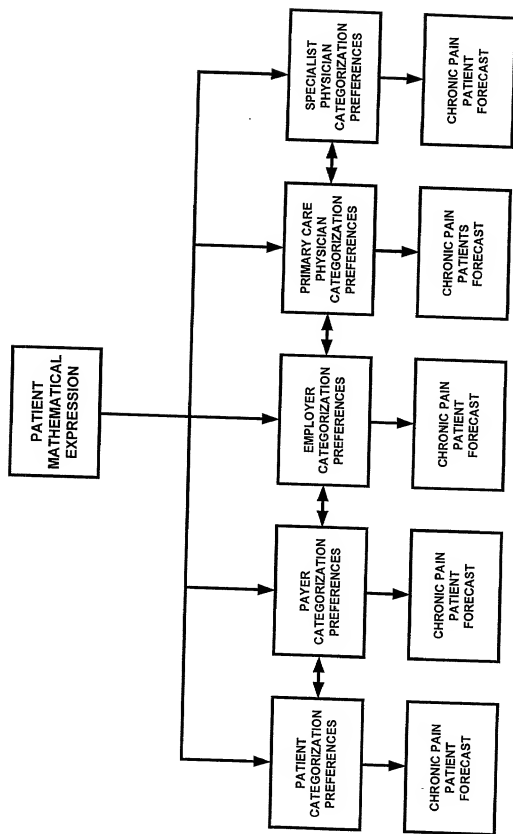 PATIENT
MATHEMATICAL
EXPRESSION
PATIENT
CATEGORIZATION
PREFERENCES
PAYER
CATEGORIZATION
PREFERENCES
EMPLOYER
CATEGORIZATION
PREFERENCES
PRIMARY CARE
PHYSICIAN
CATEGORIZATION
PREFERENCES
SPECIALIST
PHYSICIAN
CATEGORIZATION
PREFERENCES
CHRONIC PAIN
PATIENT
FORECAST
CHRONIC PAIN
PATIENT
FORECAST
CHRONIC PAIN
PATIENT
FORECAST
CHRONIC PAIN
PATIENTS
FORECAST
CHRONIC PAIN
PATIENT
FORECAST